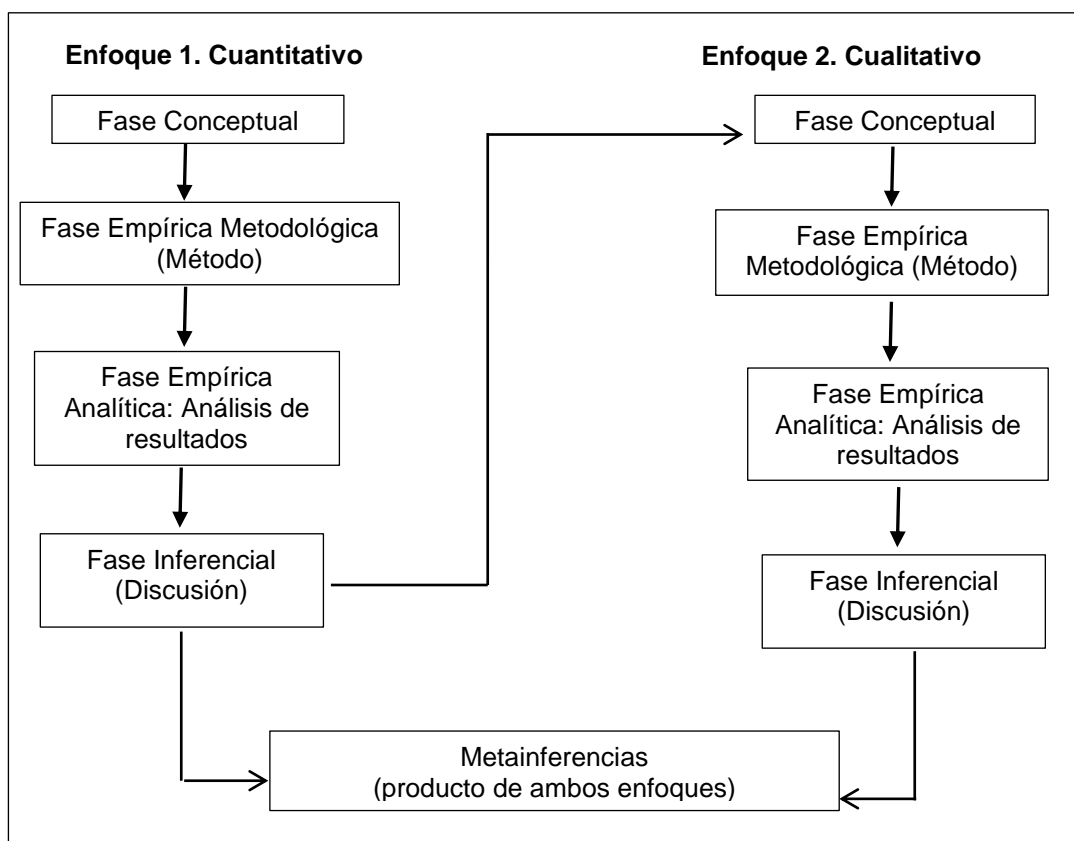 Enfoque 1. Cuantitativo
Fase Conceptual
Fase Empírica Metodológica
(Método)
Fase Empírica
Analítica: Análisis de
resultados
Fase Inferencial
(Discusión)
Enfoque 2. Cualitativo
Fase Conceptual
Fase Empírica
Metodológica (Método)
Fase Empírica
Analítica: Análisis de
resultados
Fase Inferencial
(Discusión)
Metainferencias
(producto de ambos enfoques)